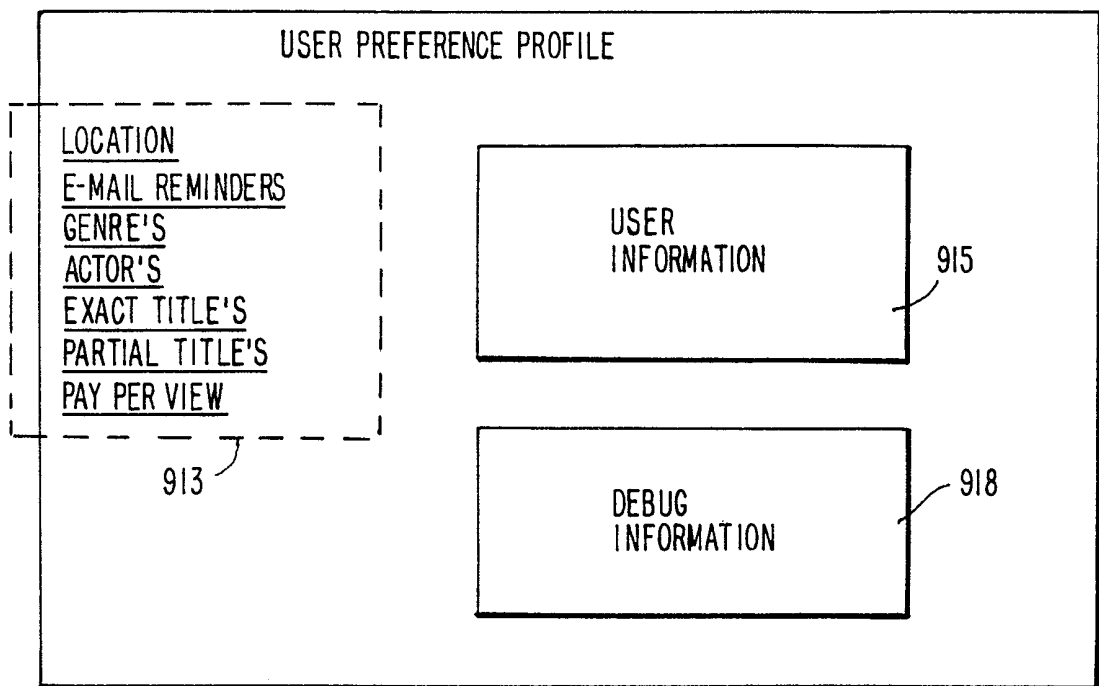 USER PREFERENCE PROFILE
LOCATION
E-MAIL REMINDERS
GENRE'S
ACTOR'S
EXACT TITLE'S
PARTIAL TITLE'S
PAY PER VIEW
913
USER
INFORMATION
915
DEBUG
INFORMATION
918